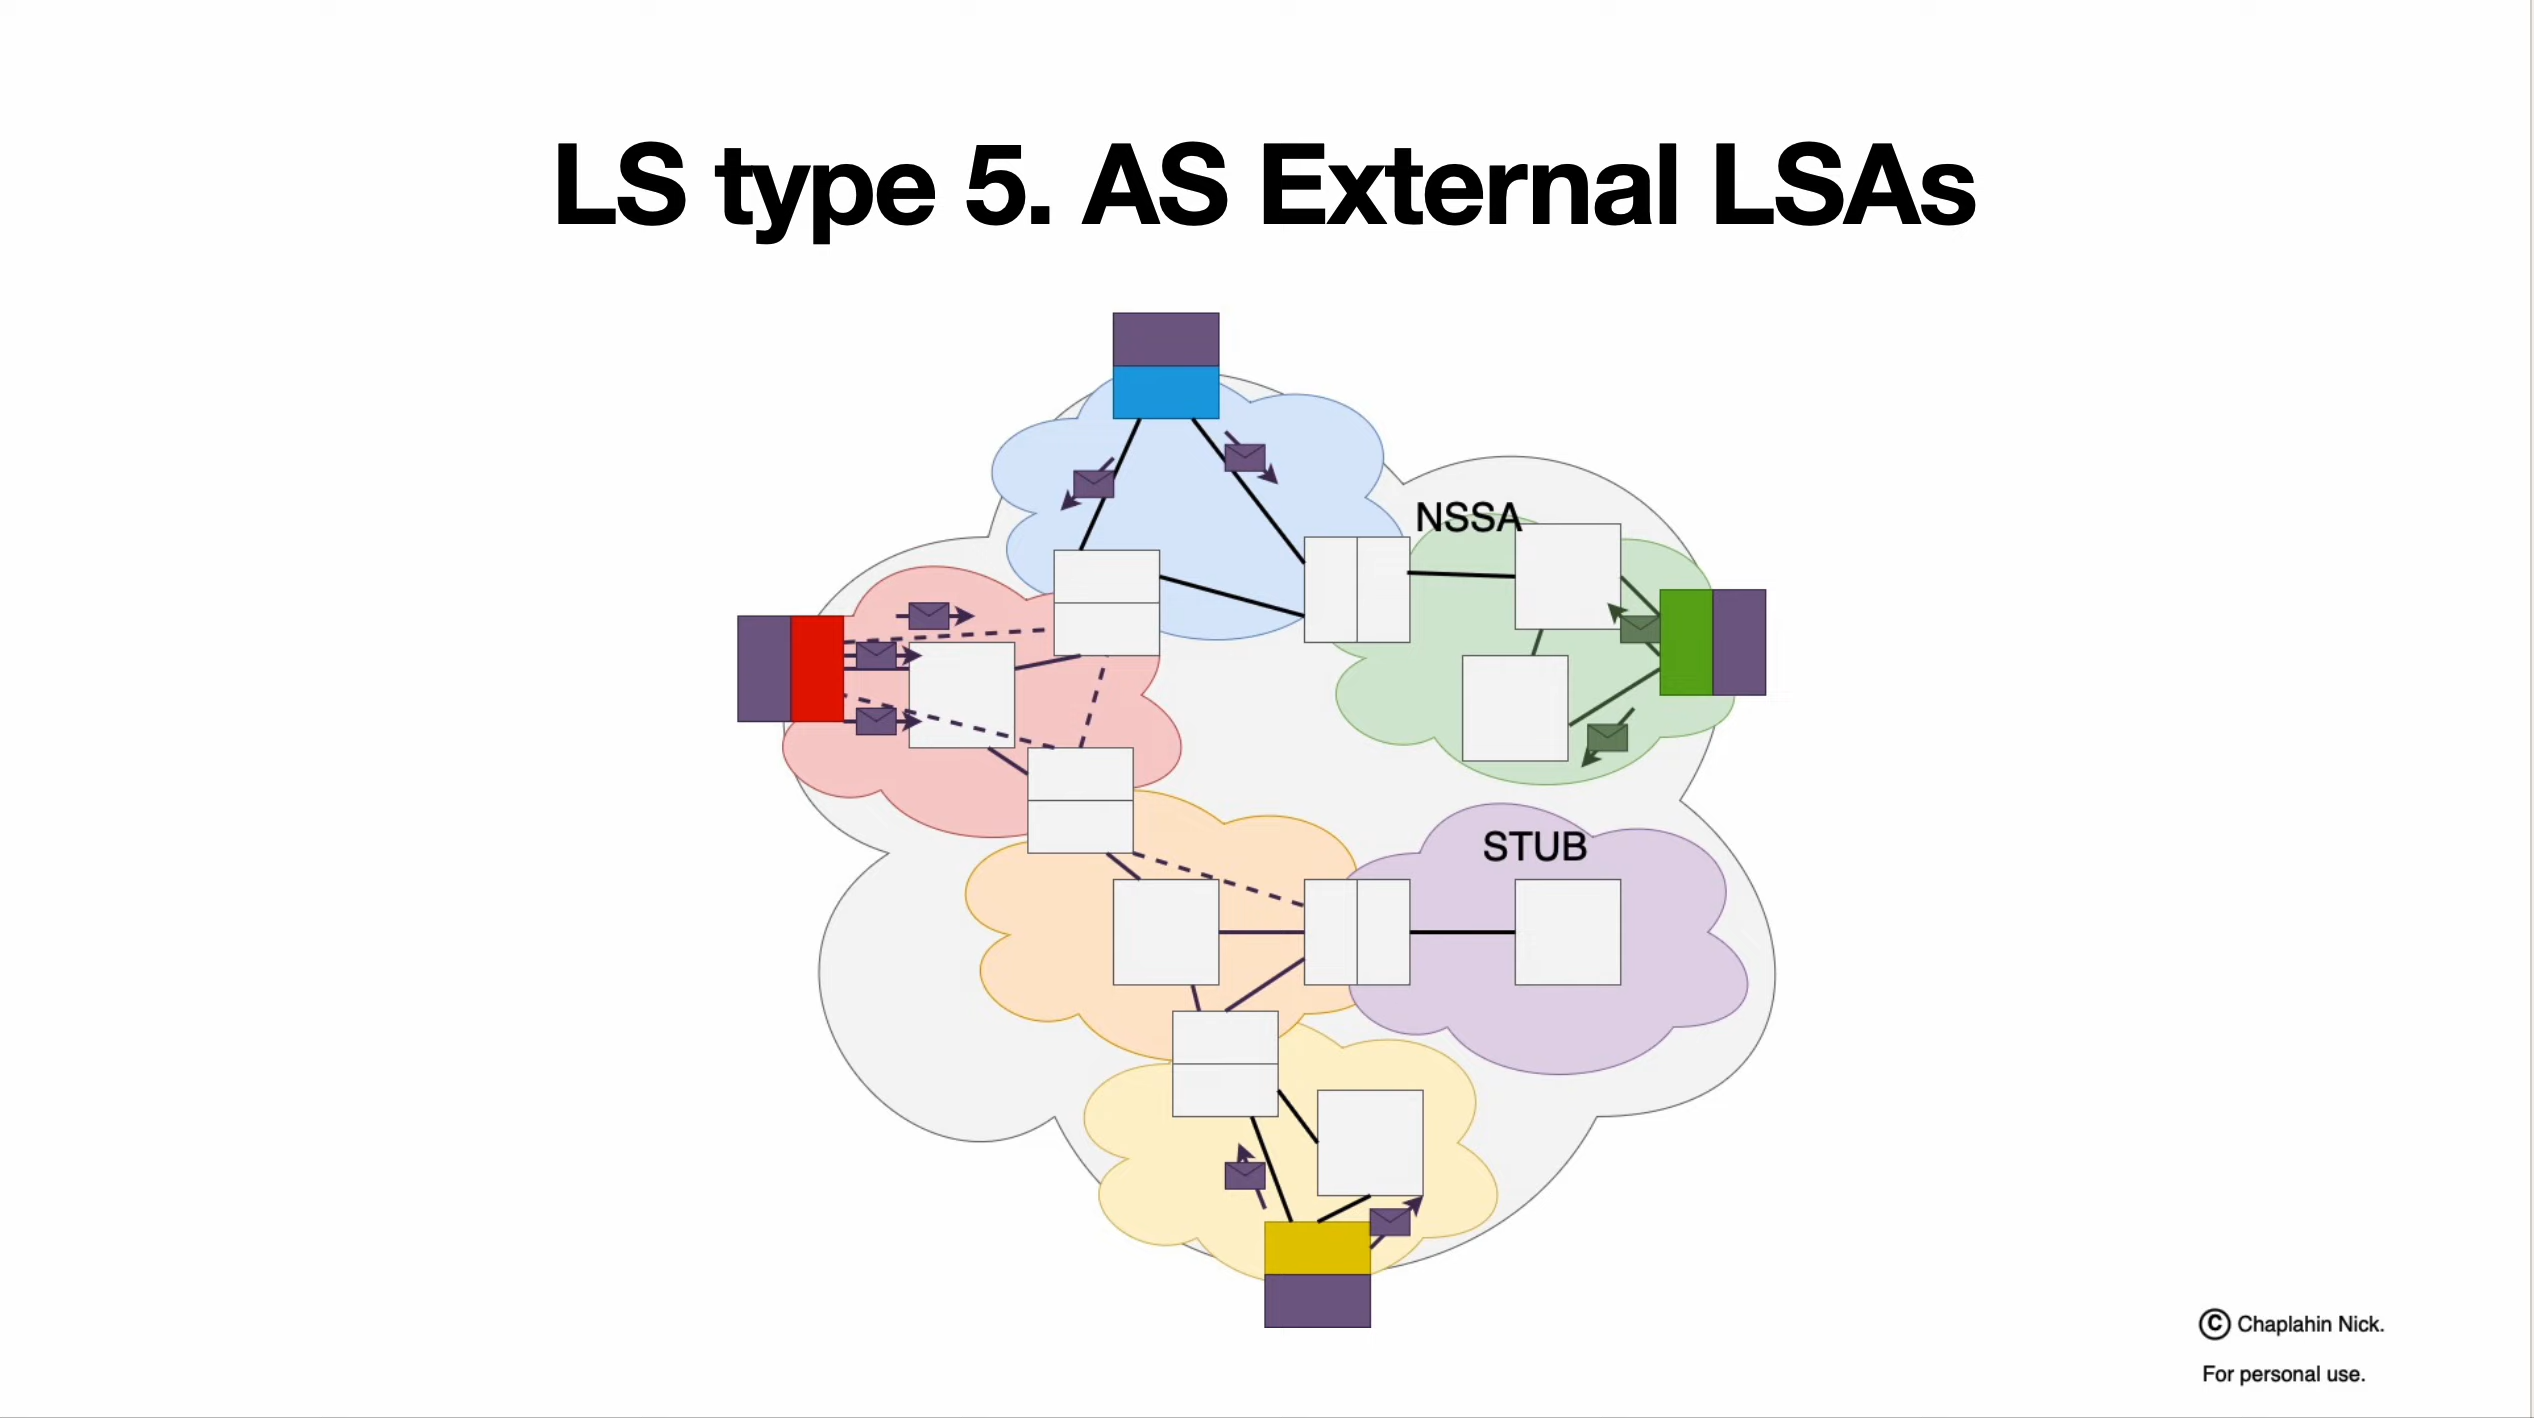 LS type 5. AS External LSAs
NSSA
STUB
© Chaplahin Nick.
For personal use.